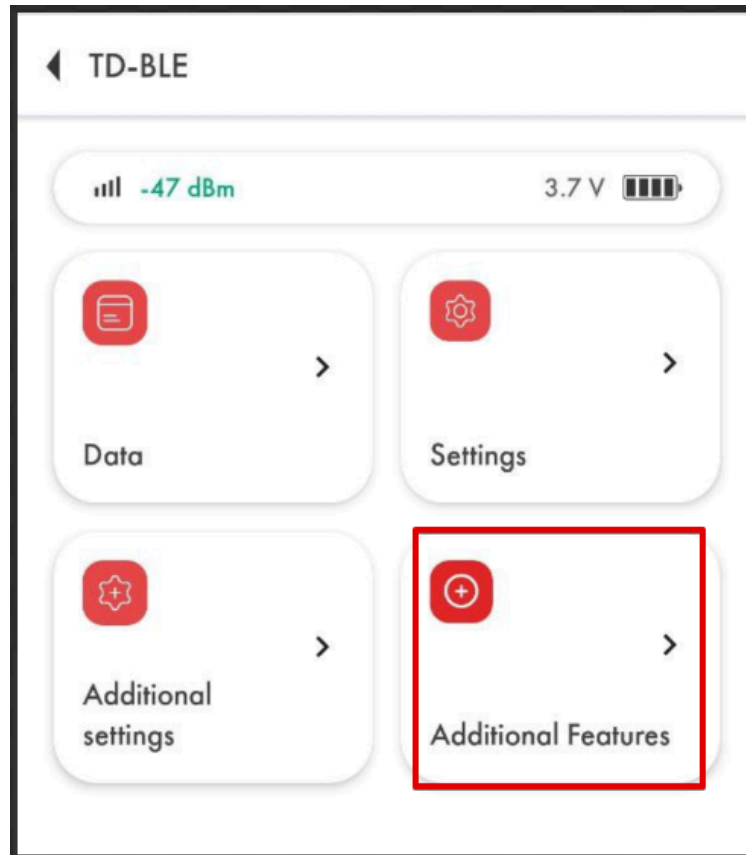 TD-BLE
-47 dBm
3.7 V
Data
Settings
Additional
settings
Additional Features